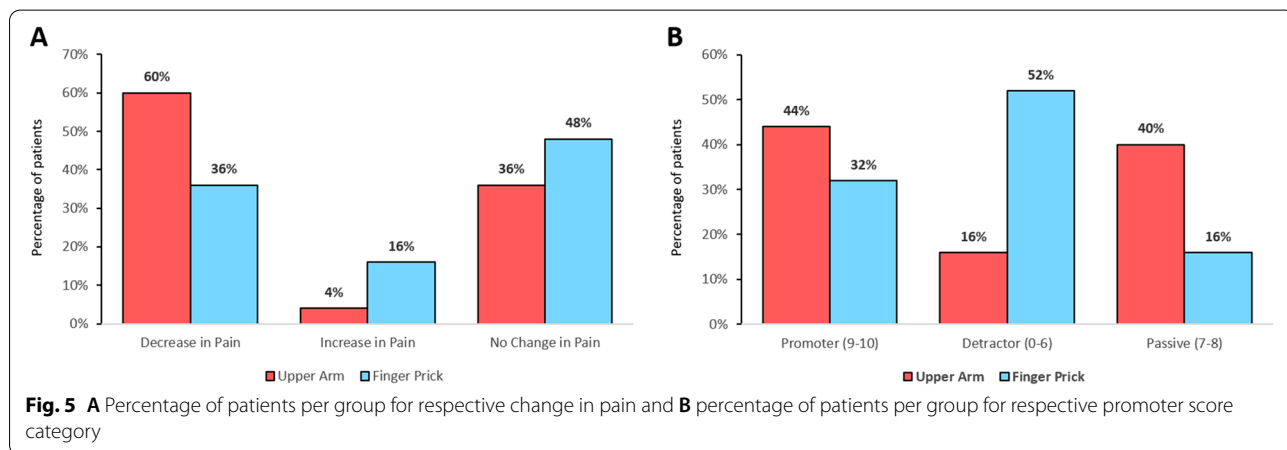 A
Percentage of patients
70%
60%
50%
40%
30%
20%
10%
0%
60%
36%
4%
16%
36%
48%
Decrease in Pain
Increase in Pain
No Change in Pain
Upper Arm
Finger Prick
B
Percentage of patients
60%
50%
40%
30%
20%
10%
0%
44%
32%
16%
52%
40%
16%
Promoter (9-10)
Detractor (0-6)
Passive (7-8)
Upper Arm
Finger Prick
Fig. 5 A Percentage of patients per group for respective change in pain and B percentage of patients per group for respective promoter score
category